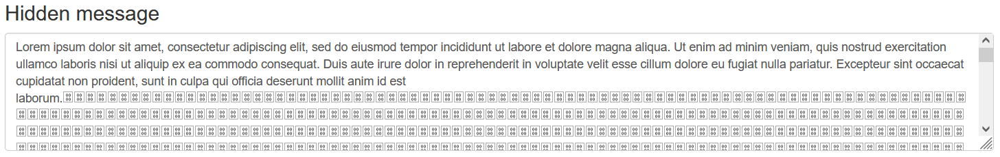 Hidden message
Lorem ipsum dolor sit amet, consectetur adipiscing elit, sed do eiusmod tempor incididunt ut labore et dolore magna aliqua. Ut enim ad minim veniam, quis nostrud exercitation
ullamco laboris nisi ut aliquip ex ea commodo consequat. Duis aute irure dolor in reprehenderit in voluptate velit esse cillum dolore eu fugiat nulla pariatur. Excepteur sint occaecat
cupidatat non proident, sunt in culpa qui officia deserunt mollit anim id est
laborum.